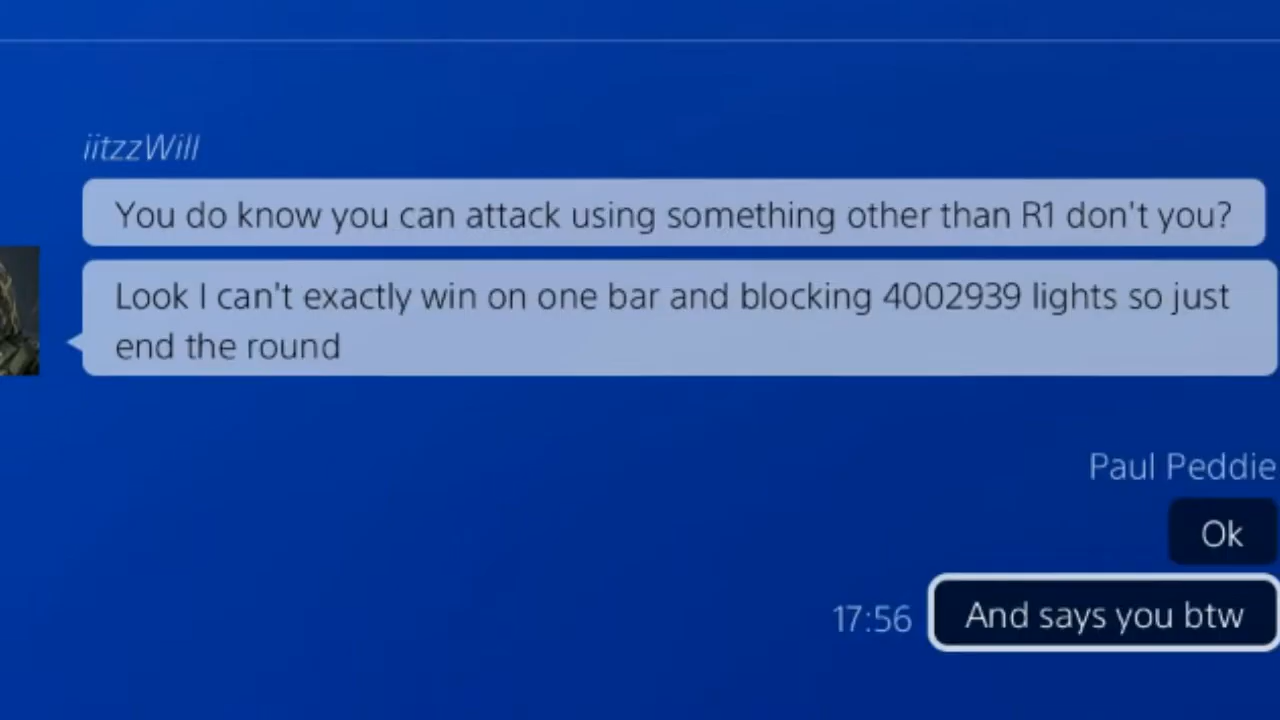 iitzzWill
You do know you can attack using something other than R1 don't you?
Look I can't exactly win on one bar and blocking 4002939 lights so just
end the round
Paul Peddie
Ok
17:56 And says you btw